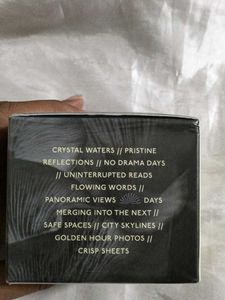 CRYSTAL WATERS // PRISTINE
REFLECTIONS // NO DRAMA DAYS
// UNINTERRUPTED READS
FLOWING WORDS //
PANORAMIC VIEWS DAYS
MERGING INTO THE NEXT //
SAFE SPACES // CITY SKYLINES //
GOLDEN HOUR PHOTOS //
CRISP SHEETS